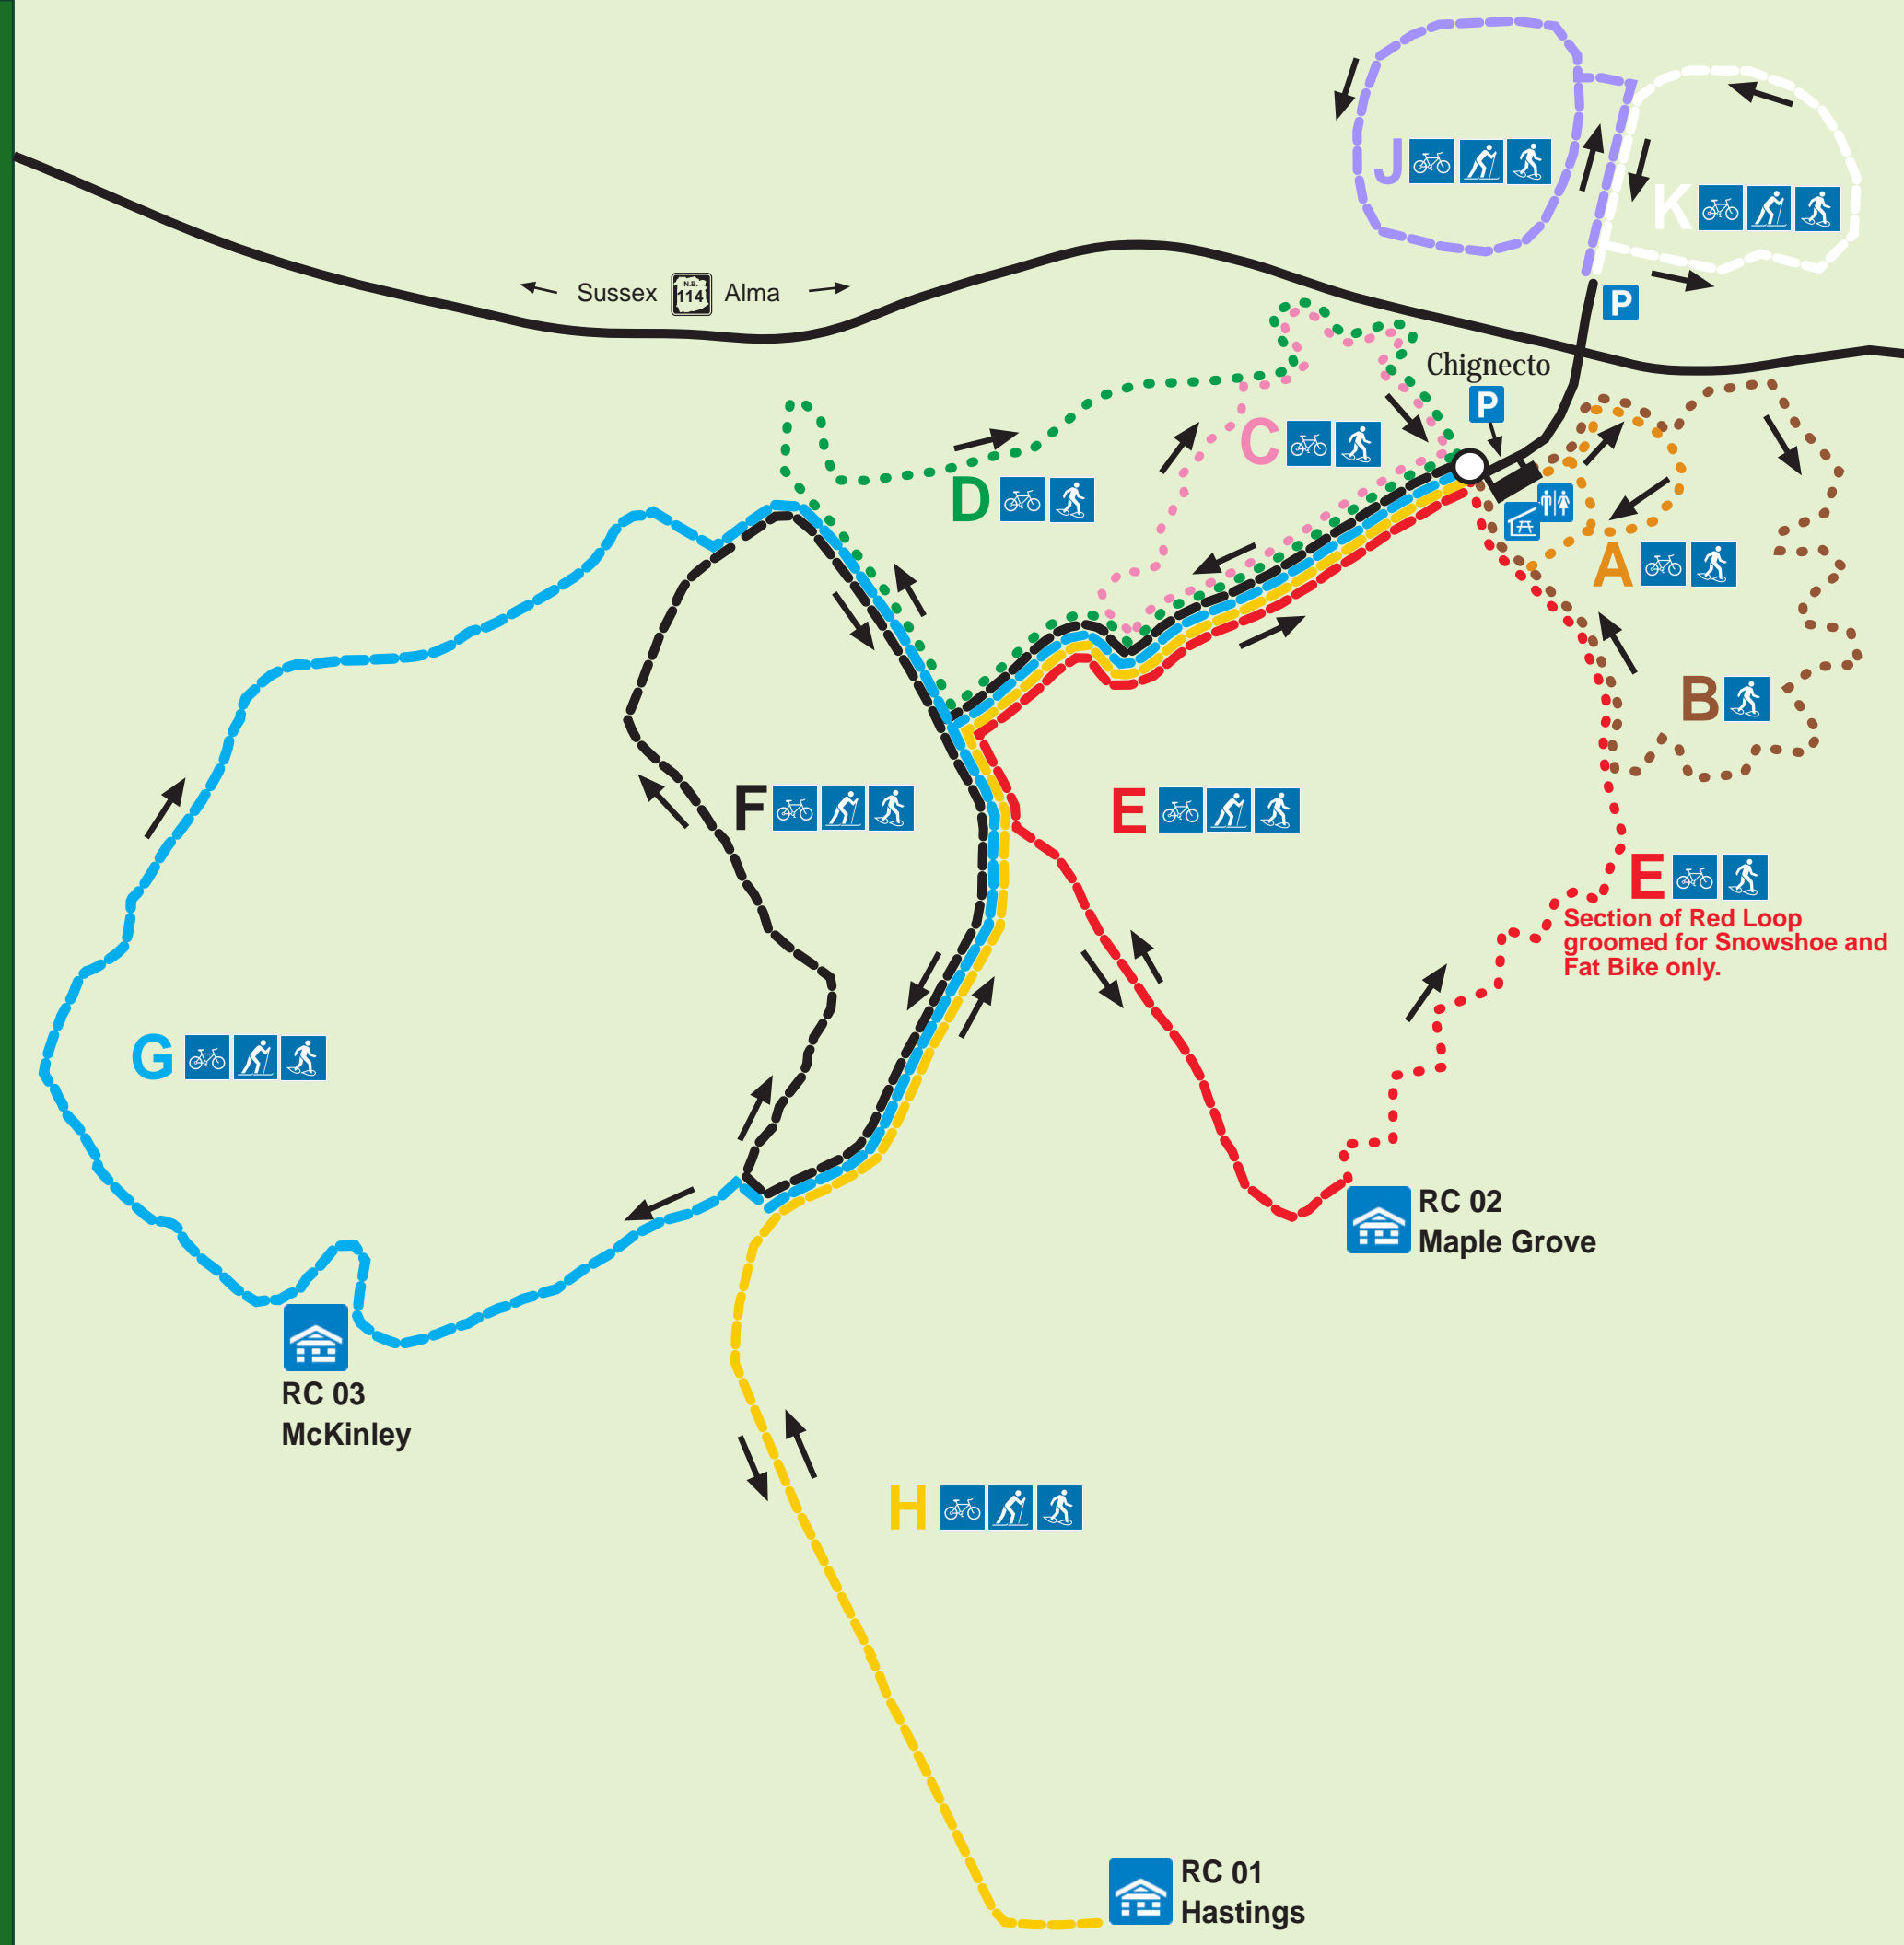 J
K
Sussex
N.B.
114
Alma
P
Chignecto
P
C
D
A
B
F
E
E
Section of Red Loop
groomed for Snowshoe and
Fat Bike only.
G
RC 02
Maple Grove
RC 03
McKinley
H
RC 01
Hastings